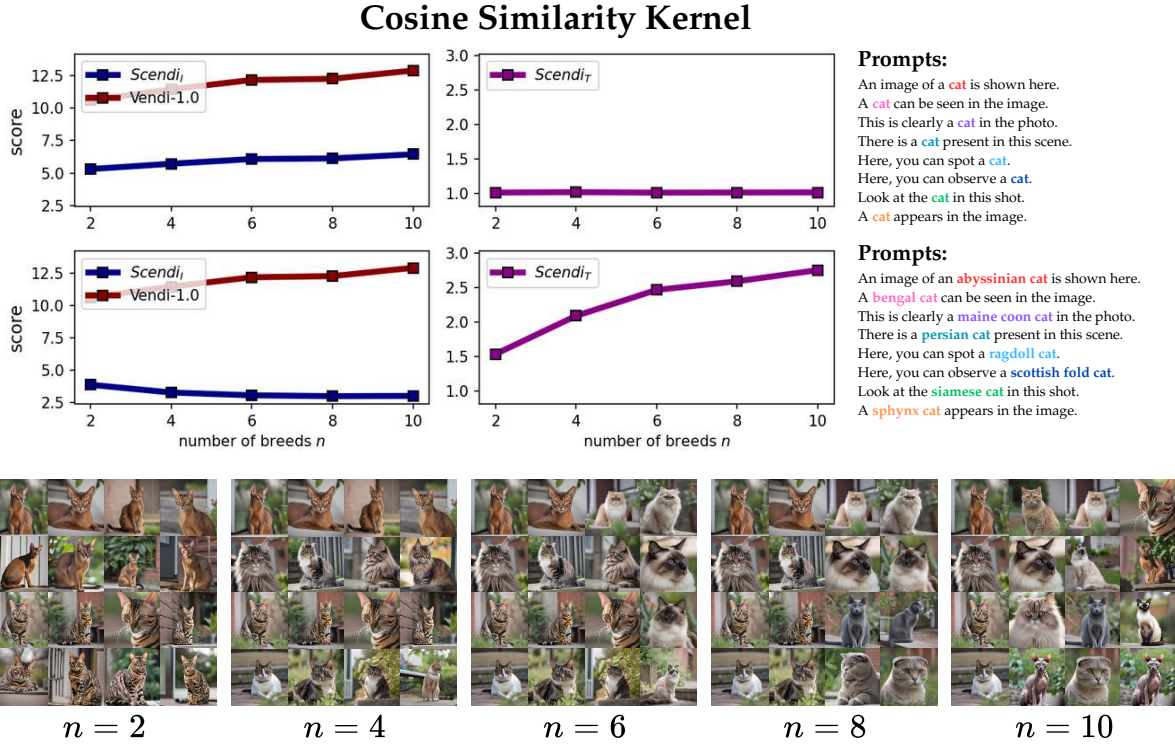 Cosine Similarity Kernel
score
12.5
10.0
7.5
5.0
2.5
Scendi_I
Vendi-1.0
2 4 6 8 10
3.0
2.5
2.0
1.5
1.0
Scendi_T
2 4 6 8 10
Prompts:
An image of a cat is shown here.
A cat can be seen in the image.
This is clearly a cat in the photo.
There is a cat present in this scene.
Here, you can spot a cat.
Here, you can observe a cat.
Look at the cat in this shot.
A cat appears in the image.
score
12.5
10.0
7.5
5.0
2.5
Scendi_I
Vendi-1.0
2 4 6 8 10
number of breeds n
3.0
2.5
2.0
1.5
1.0
Scendi_T
2 4 6 8 10
number of breeds n
Prompts:
An image of an abyssinian cat is shown here.
A bengal cat can be seen in the image.
This is clearly a maine coon cat in the photo.
There is a persian cat present in this scene.
Here, you can spot a ragdoll cat.
Here, you can observe a scottish fold cat.
Look at the siamese cat in this shot.
A sphynx cat appears in the image.
n = 2 n = 4 n = 6 n = 8 n = 10